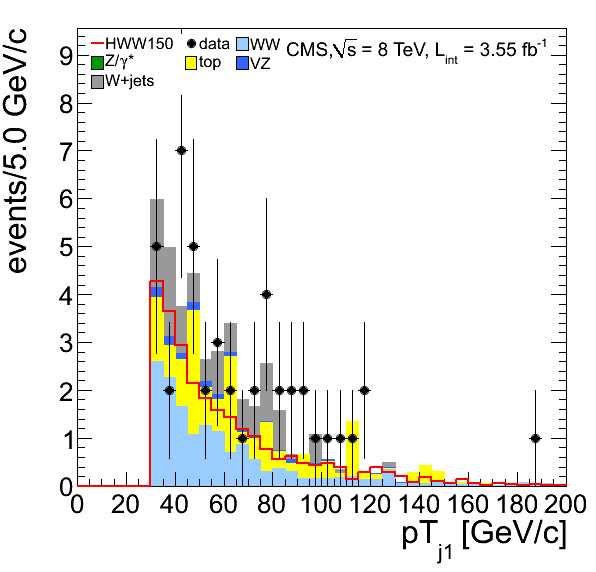 events/5.0 GeV/c
HWW150
data
WW
Z/γ*
top
VZ
W+jets
CMS,√s = 8 TeV, L_int = 3.55 fb⁻¹
9
8
7
6
5
4
3
2
1
0
0 20 40 60 80 100 120 140 160 180 200
pT_j1 [GeV/c]